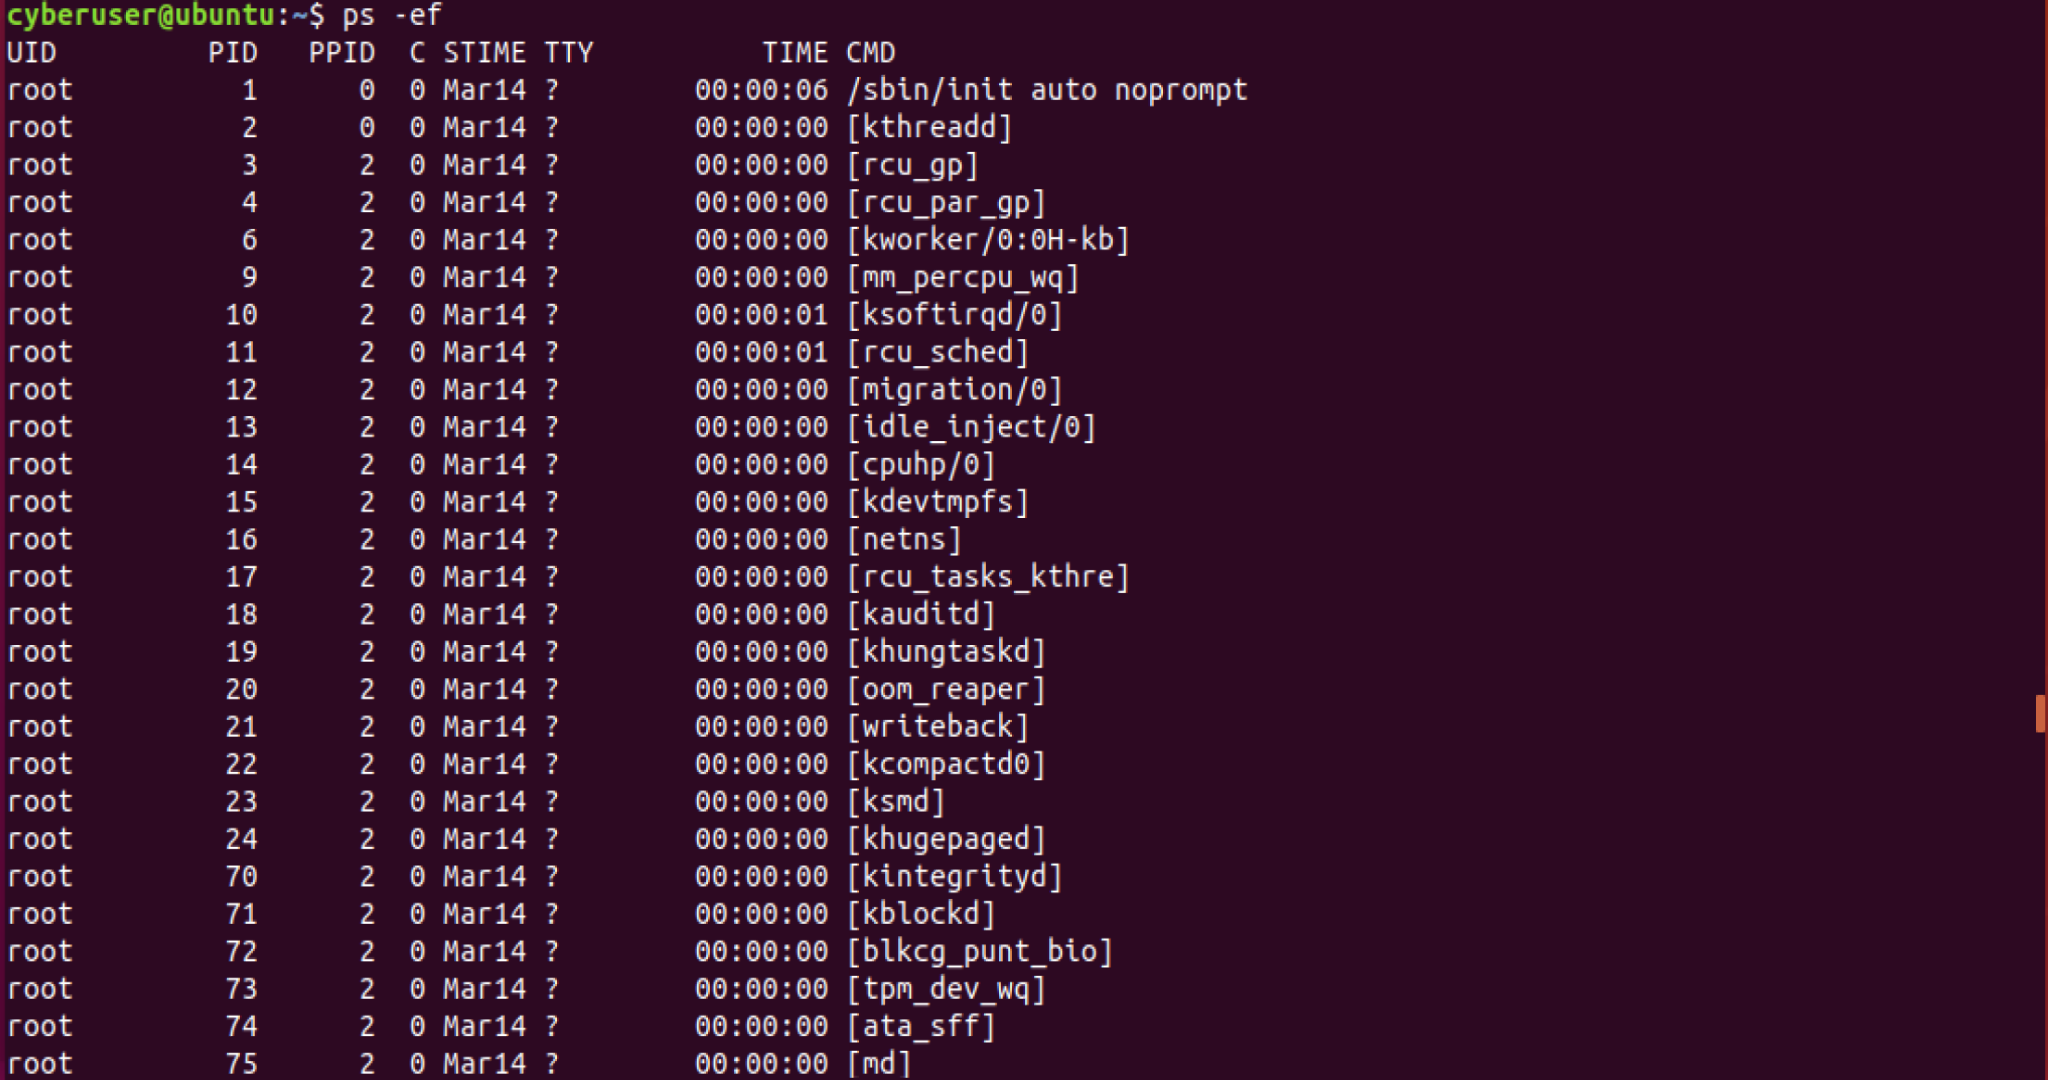 cyberuser@ubuntu:~$ ps -ef
UID         PID   PPID  C STIME TTY          TIME CMD
root          1      0  0 Mar14 ?        00:00:06 /sbin/init auto noprompt
root          2      0  0 Mar14 ?        00:00:00 [kthreadd]
root          3      2  0 Mar14 ?        00:00:00 [rcu_gp]
root          4      2  0 Mar14 ?        00:00:00 [rcu_par_gp]
root          6      2  0 Mar14 ?        00:00:00 [kworker/0:0H-kb]
root          9      2  0 Mar14 ?        00:00:00 [mm_percpu_wq]
root         10      2  0 Mar14 ?        00:00:01 [ksoftirqd/0]
root         11      2  0 Mar14 ?        00:00:01 [rcu_sched]
root         12      2  0 Mar14 ?        00:00:00 [migration/0]
root         13      2  0 Mar14 ?        00:00:00 [idle_inject/0]
root         14      2  0 Mar14 ?        00:00:00 [cpuhp/0]
root         15      2  0 Mar14 ?        00:00:00 [kdevtmpfs]
root         16      2  0 Mar14 ?        00:00:00 [netns]
root         17      2  0 Mar14 ?        00:00:00 [rcu_tasks_kthre]
root         18      2  0 Mar14 ?        00:00:00 [kauditd]
root         19      2  0 Mar14 ?        00:00:00 [khungtaskd]
root         20      2  0 Mar14 ?        00:00:00 [oom_reaper]
root         21      2  0 Mar14 ?        00:00:00 [writeback]
root         22      2  0 Mar14 ?        00:00:00 [kcompactd0]
root         23      2  0 Mar14 ?        00:00:00 [ksmd]
root         24      2  0 Mar14 ?        00:00:00 [khugepaged]
root         70      2  0 Mar14 ?        00:00:00 [kintegrityd]
root         71      2  0 Mar14 ?        00:00:00 [kblockd]
root         72      2  0 Mar14 ?        00:00:00 [blkcg_punt_bio]
root         73      2  0 Mar14 ?        00:00:00 [tpm_dev_wq]
root         74      2  0 Mar14 ?        00:00:00 [ata_sff]
root         75      2  0 Mar14 ?        00:00:00 [md]